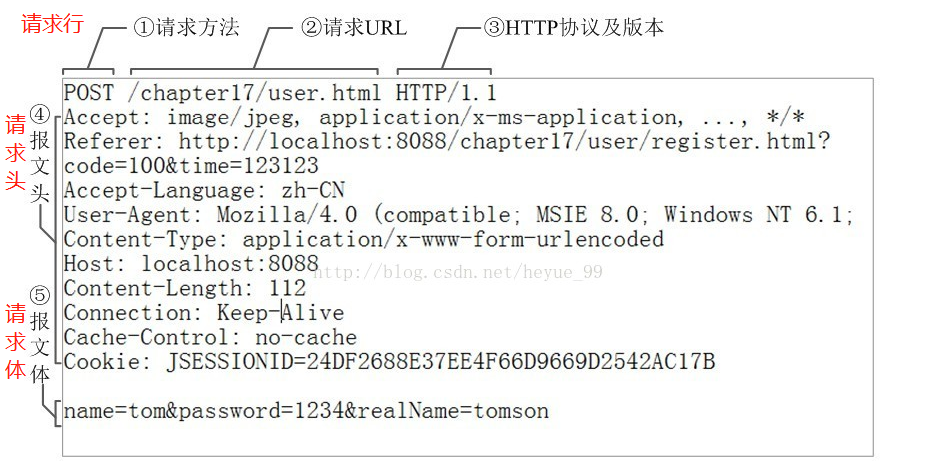 请求行
①请求方法
②请求URL
③HTTP协议及版本
POST /chapter17/user.html HTTP/1.1
Accept: image/jpeg, application/x-ms-application, ..., */*
Referer: http://localhost:8088/chapter17/user/register.html?
code=100&time=123123
Accept-Language: zh-CN
User-Agent: Mozilla/4.0 (compatible; MSIE 8.0; Windows NT 6.1;
Content-Type: application/x-www-form-urlencoded
Host: localhost:8088
Content-Length: 112
Connection: Keep-Alive
Cache-Control: no-cache
Cookie: JSESSIONID=24DF2688E37EE4F66D9669D2542AC17B
name=tom&password=1234&realName=tomson
请求头
④报文头
请求体
⑤报文体
http://blog.csdn.net/heyue_99